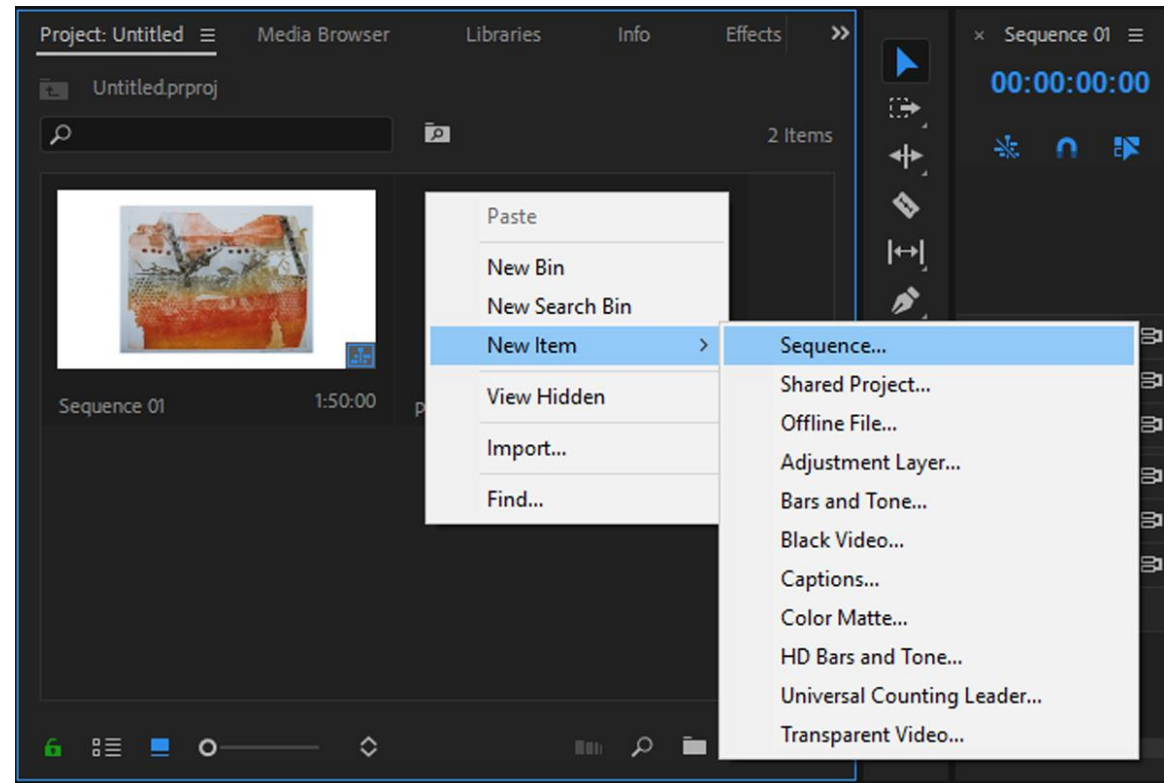 Project: Untitled
Media Browser
Libraries
Info
Effects
Untitled.prproj
2 Items
Sequence 01
1:50:00
p
Paste
New Bin
New Search Bin
New Item
View Hidden
Import...
Find...
Sequence...
Shared Project...
Offline File...
Adjustment Layer...
Bars and Tone...
Black Video...
Captions...
Color Matte...
HD Bars and Tone...
Universal Counting Leader...
Transparent Video...
× Sequence 01
00:00:00:00